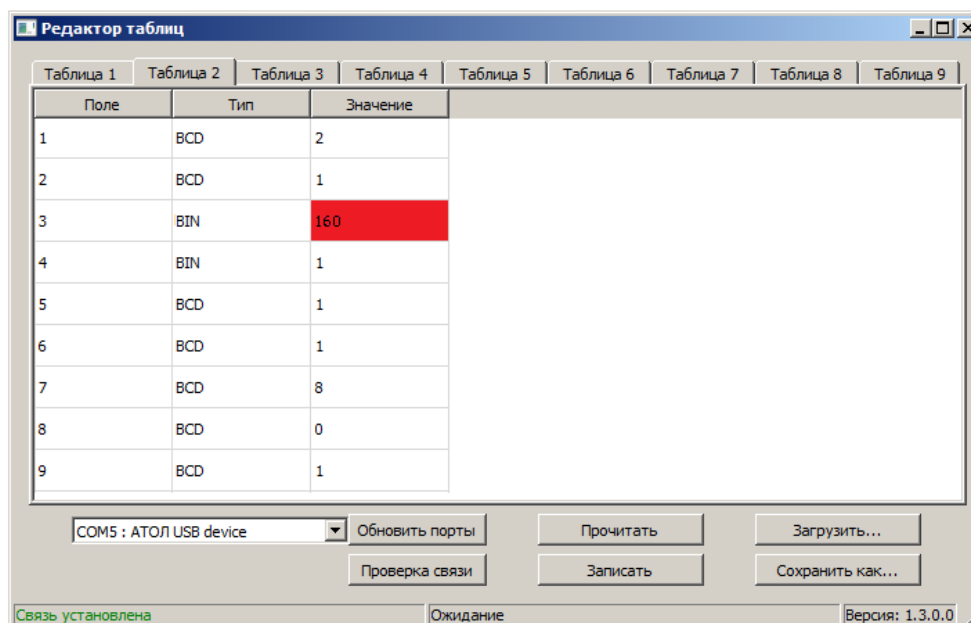 Редактор таблиц
Таблица 1 Таблица 2 Таблица 3 Таблица 4 Таблица 5 Таблица 6 Таблица 7 Таблица 8 Таблица 9
Поле Тип Значение
1 BCD 2
2 BCD 1
3 BIN 160
4 BIN 1
5 BCD 1
6 BCD 1
7 BCD 8
8 BCD 0
9 BCD 1
COM5 : АТОЛ USB device Обновить порты Прочитать Загрузить...
Проверка связи Записать Сохранить как...
Связь установлена Ожидание Версия: 1.3.0.0